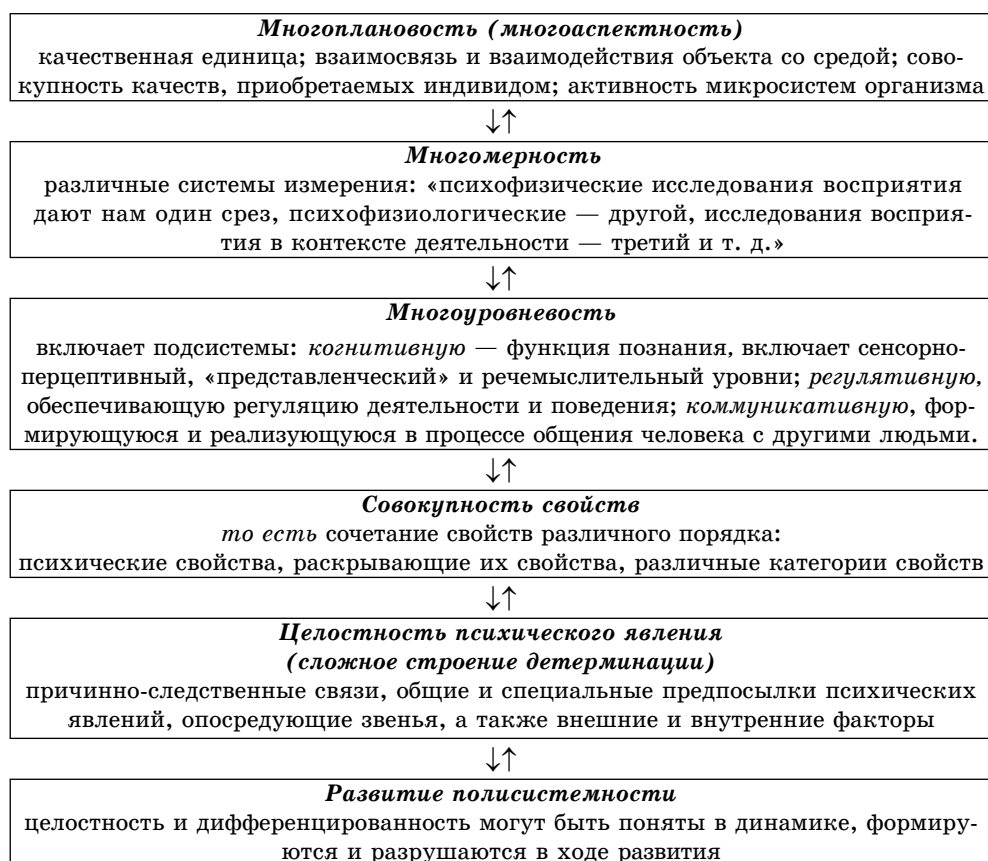 Многоплановость (многоаспектность)
качественная единица; взаимосвязь и взаимодействия объекта со средой; сово-
купность качеств, приобретаемых индивидом; активность микросистем организма
↓↑
Многомерность
различные системы измерения: «психофизические исследования восприятия
дают нам один срез, психофизиологические — другой, исследования восприя-
тия в контексте деятельности — третий и т. д.»
↓↑
Многоуровневость
включает подсистемы: когнитивную — функция познания, включает сенсорно-
перцептивный, «представленческий» и речемыслительный уровни; регулятивную,
обеспечивающую регуляцию деятельности и поведения; коммуникативную, фор-
мирующуюся и реализующуюся в процессе общения человека с другими людьми.
↓↑
Совокупность свойств
то есть сочетание свойств различного порядка:
психические свойства, раскрывающие их свойства, различные категории свойств
↓↑
Целостность психического явления
(сложное строение детерминации)
причинно-следственные связи, общие и специальные предпосылки психических
явлений, опосредующие звенья, а также внешние и внутренние факторы
↓↑
Развитие полисистемности
целостность и дифференцированность могут быть поняты в динамике, формиру-
ются и разрушаются в ходе развития